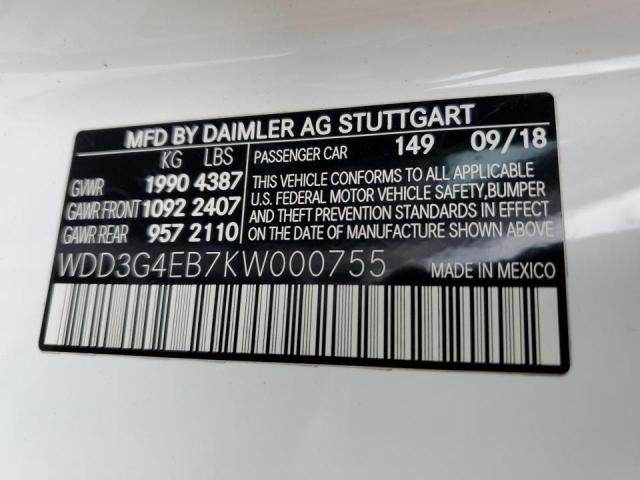 MFD BY DAIMLER AG STUTTGART
KG LBS
GVWR 1990 4387
GAWR FRONT 1092 2407
GAWR REAR 957 2110
PASSENGER CAR 149 09/18
THIS VEHICLE CONFORMS TO ALL APPLICABLE
U.S. FEDERAL MOTOR VEHICLE SAFETY, BUMPER
AND THEFT PREVENTION STANDARDS IN EFFECT
ON THE DATE OF MANUFACTURE SHOWN ABOVE
WDD3G4EB7KW000755 MADE IN MEXICO